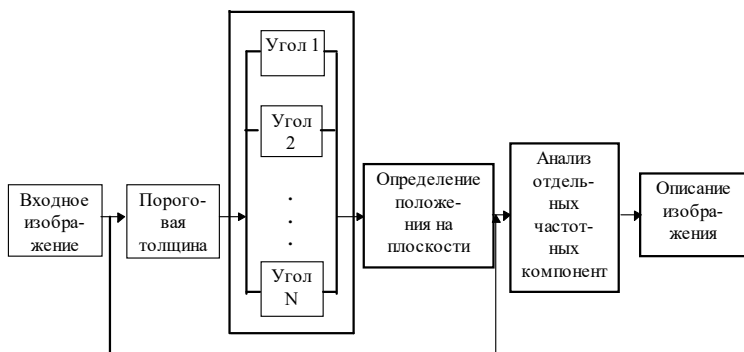 Входное
изобра-
жение
Порого-
вая
толщина
Угол 1
Угол
2
.
.
.
Угол
N
Определение
положе-
ния на
плоскости
Анализ
отдель-
ных
частот-
ных
компонент
Описание
изобра-
жения